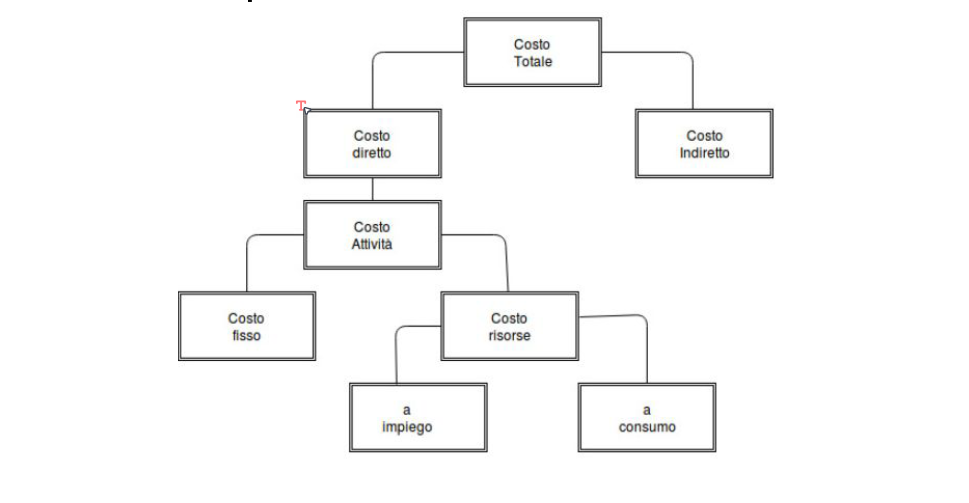 Costo
Totale
T
Costo
diretto
Costo
Indiretto
Costo
Attività
Costo
fisso
Costo
risorse
a
impiego
a
consumo